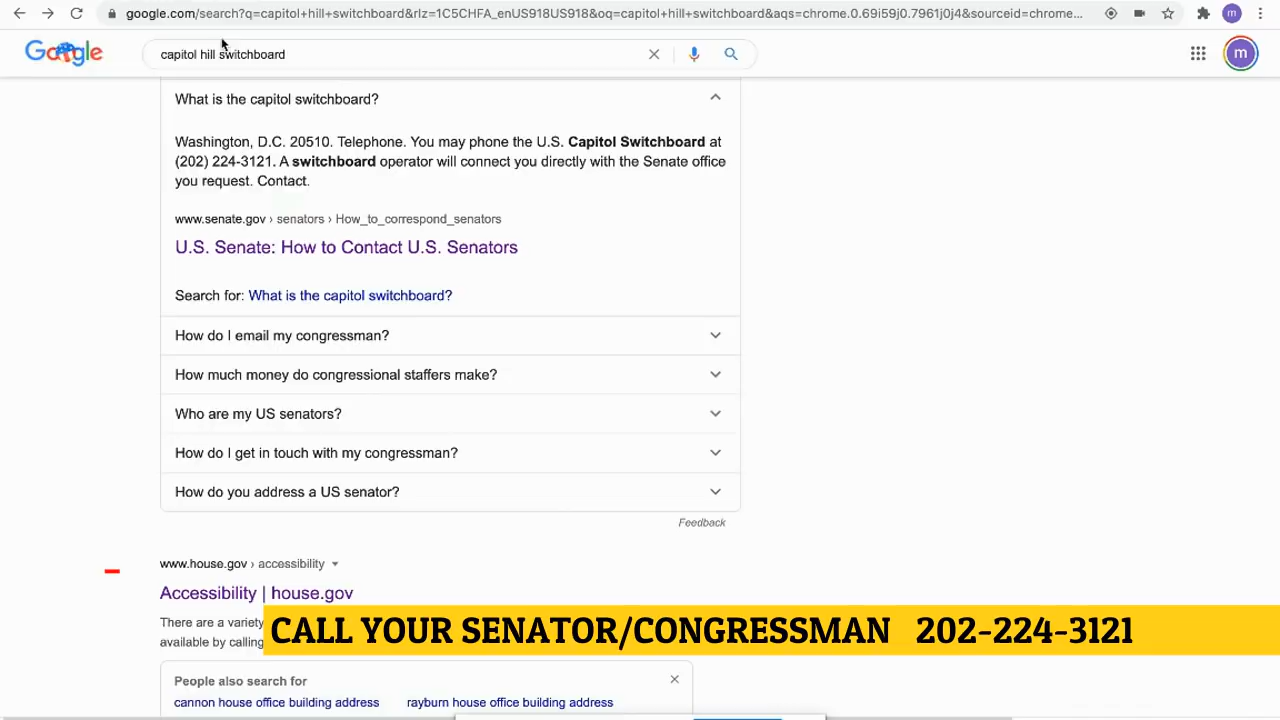 google.com/search?q=capitol+hill+switchboard&rlz=1C5CHFA_enUS918US918&oq=capitol+hill+switchboard&aqs=chrome.0.69i59j0.7961j0j4&sourceid=chrome...
m
Google
capitol hill switchboard
m
What is the capitol switchboard?
Washington, D.C. 20510. Telephone. You may phone the U.S. Capitol Switchboard at
(202) 224-3121. A switchboard operator will connect you directly with the Senate office
you request. Contact.
www.senate.gov › senators › How_to_correspond_senators
U.S. Senate: How to Contact U.S. Senators
Search for: What is the capitol switchboard?
How do I email my congressman?
How much money do congressional staffers make?
Who are my US senators?
How do I get in touch with my congressman?
How do you address a US senator?
Feedback
www.house.gov › accessibility
Accessibility | house.gov
There are a variety
available by calling
CALL YOUR SENATOR/CONGRESSMAN 202-224-3121
People also search for
cannon house office building address rayburn house office building address